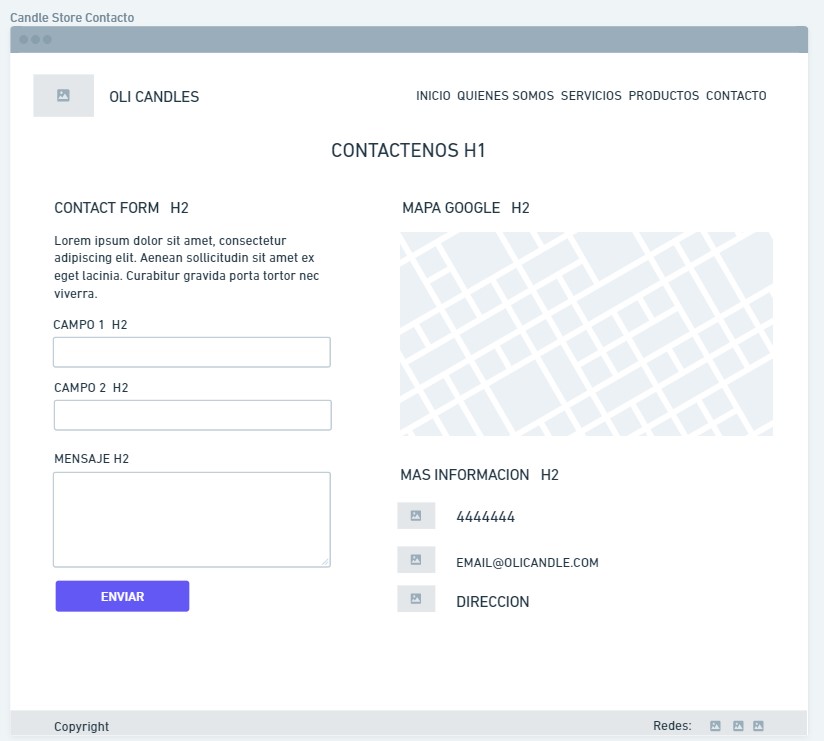 Candle Store Contacto
OLI CANDLES
INICIO QUIENES SOMOS SERVICIOS PRODUCTOS CONTACTO
CONTACTENOS H1
CONTACT FORM H2
Lorem ipsum dolor sit amet, consectetur
adipiscing elit. Aenean sollicitudin sit amet ex
eget lacinia. Curabitur gravida porta tortor nec
viverra.
CAMPO 1 H2
CAMPO 2 H2
MENSAJE H2
ENVIAR
MAPA GOOGLE H2
MAS INFORMACION H2
4444444
EMAIL@OLICANDLE.COM
DIRECCION
Copyright
Redes: